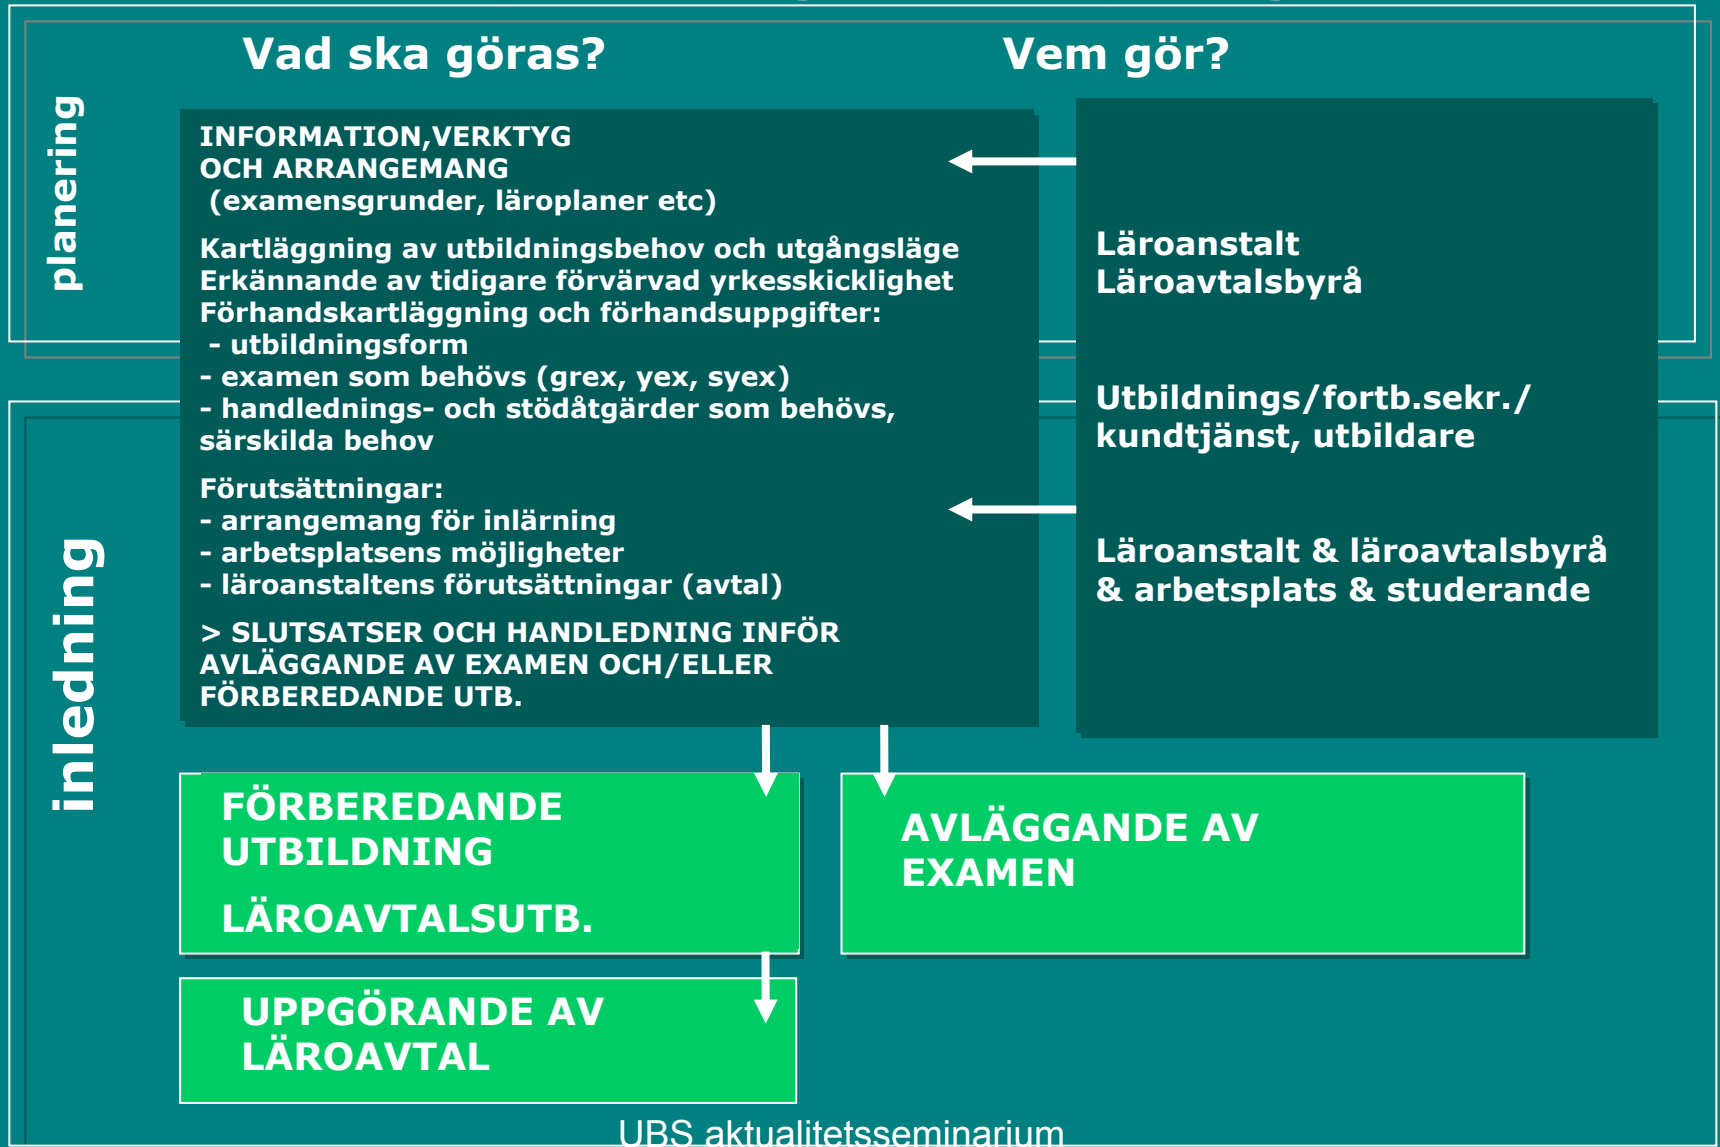 Vad ska göras?
Vem gör?
planering
INFORMATION,VERKTYG
OCH ARRANGEMANG
(examensgrunder, läroplaner etc)
Kartläggning av utbildningsbehov och utgångsläge
Erkännande av tidigare förvärvad yrkesskicklighet
Förhandskartläggning och förhandsuppgifter:
- utbildningsform
- examen som behövs (grex, yex, syex)
- handlednings- och stödåtgärder som behövs,
särskilda behov
Förutsättningar:
- arrangemang för inlärning
- arbetsplatsens möjligheter
- läroanstaltens förutsättningar (avtal)
> SLUTSATSER OCH HANDLEDNING INFÖR
AVLÄGGANDE AV EXAMEN OCH/ELLER
FÖRBEREDANDE UTB.
Läroanstalt
Läroavtalsbyrå
Utbildnings/fortb.sekr./
kundtjänst, utbildare
Läroanstalt & läroavtalsbyrå
& arbetsplats & studerande
inledning
FÖRBEREDANDE
UTBILDNING
LÄROAVTALSUTB.
AVLÄGGANDE AV
EXAMEN
UPPGÖRANDE AV
LÄROAVTAL
UBS aktualitetsseminarium